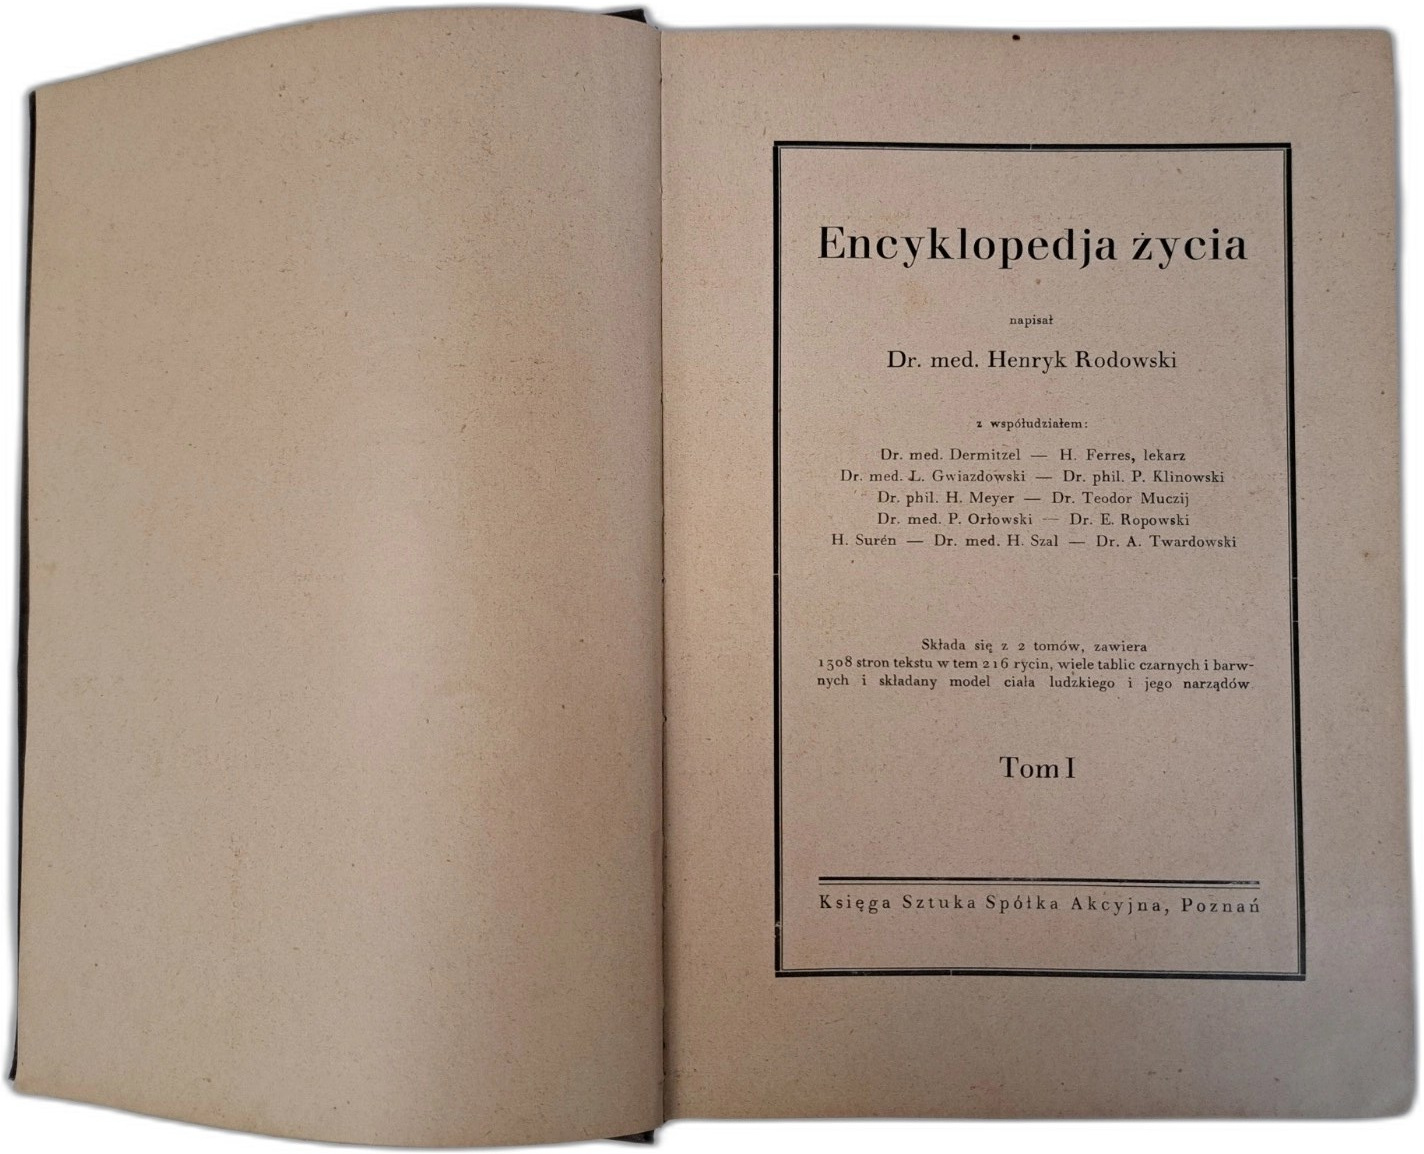 Encyklopedja życia
napisał
Dr. med. Henryk Rodowski
z współudziałem:
Dr. med. Dermitzel — H. Ferres, lekarz
Dr. med. L. Gwiazdowski — Dr. phil. P. Klinowski
Dr. phil. H. Meyer — Dr. Teodor Muczij
Dr. med. P. Orłowski — Dr. E. Ropowski
H. Surén — Dr. med. H. Szal — Dr. A. Twardowski
Składa się z 2 tomów, zawiera
1308 stron tekstu w tem 216 rycin, wiele tablic czarnych i barw-
nych i składany model ciała ludzkiego i jego narządów
Tom I
Księga Sztuka Spółka Akcyjna, Poznań